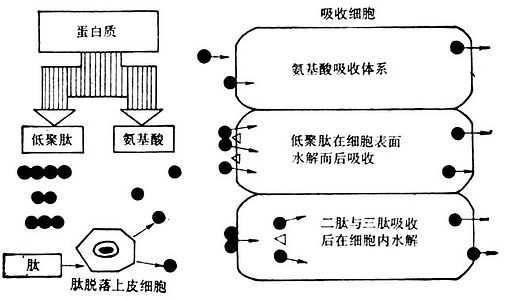 蛋白质
低聚肽
氨基酸
肽
肽脱落上皮细胞
吸收细胞
氨基酸吸收体系
低聚肽在细胞表面
水解而后吸收
二肽与三肽吸收
后在细胞内水解